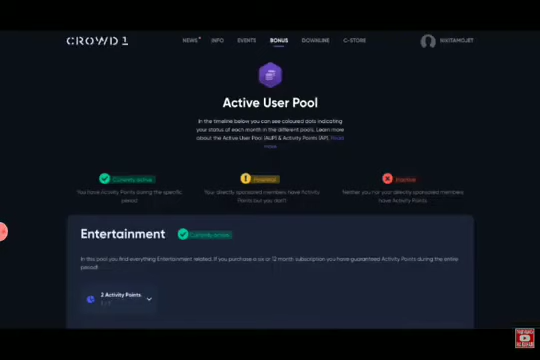 CROWD 1
NEWS
INFO
EVENTS
BONUS
DOWNLINE
C-STORE
NIKITAMOJET
Active User Pool
In the timeline below you can see coloured dots indicating
your status of each month in the different pools. Learn more
about the Active User Pool (AUP) & Activity Points (AP). Read
more
Currently active
Potential
Inactive
You have Activity Points during the specific
period.
Your directly sponsored members have Activity
Points but you don't.
Neither you nor your directly sponsored members
have Activity Points.
Entertainment
Currently active
In this pool you find everything Entertainment related. If you purchase a six or 12 month subscription you have guaranteed Activity Points during the entire
period!
2 Activity Points